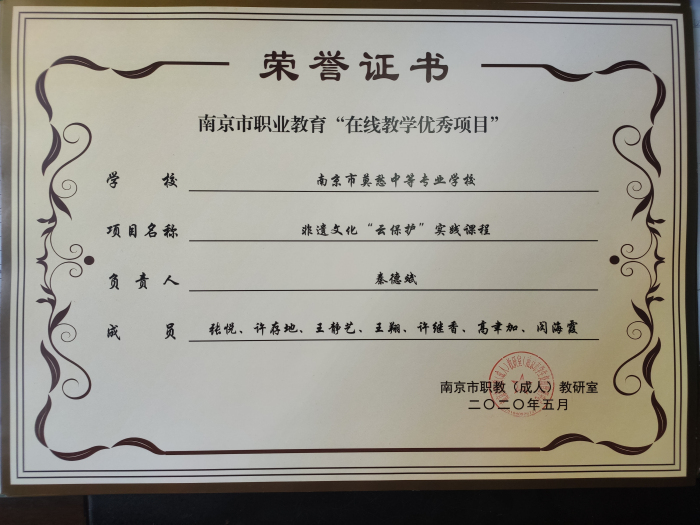 荣誉证书
南京市职业教育“在线教学优秀项目”
学 校 南京市莫愁中等专业学校
项目名称 非遗文化“云保护”实践课程
负责人 秦德斌
成 员 张悦、许存地、王静艺、王翔、许继香、高聿加、闵海霞
南京市职教（成人）教研室
二〇二〇年五月